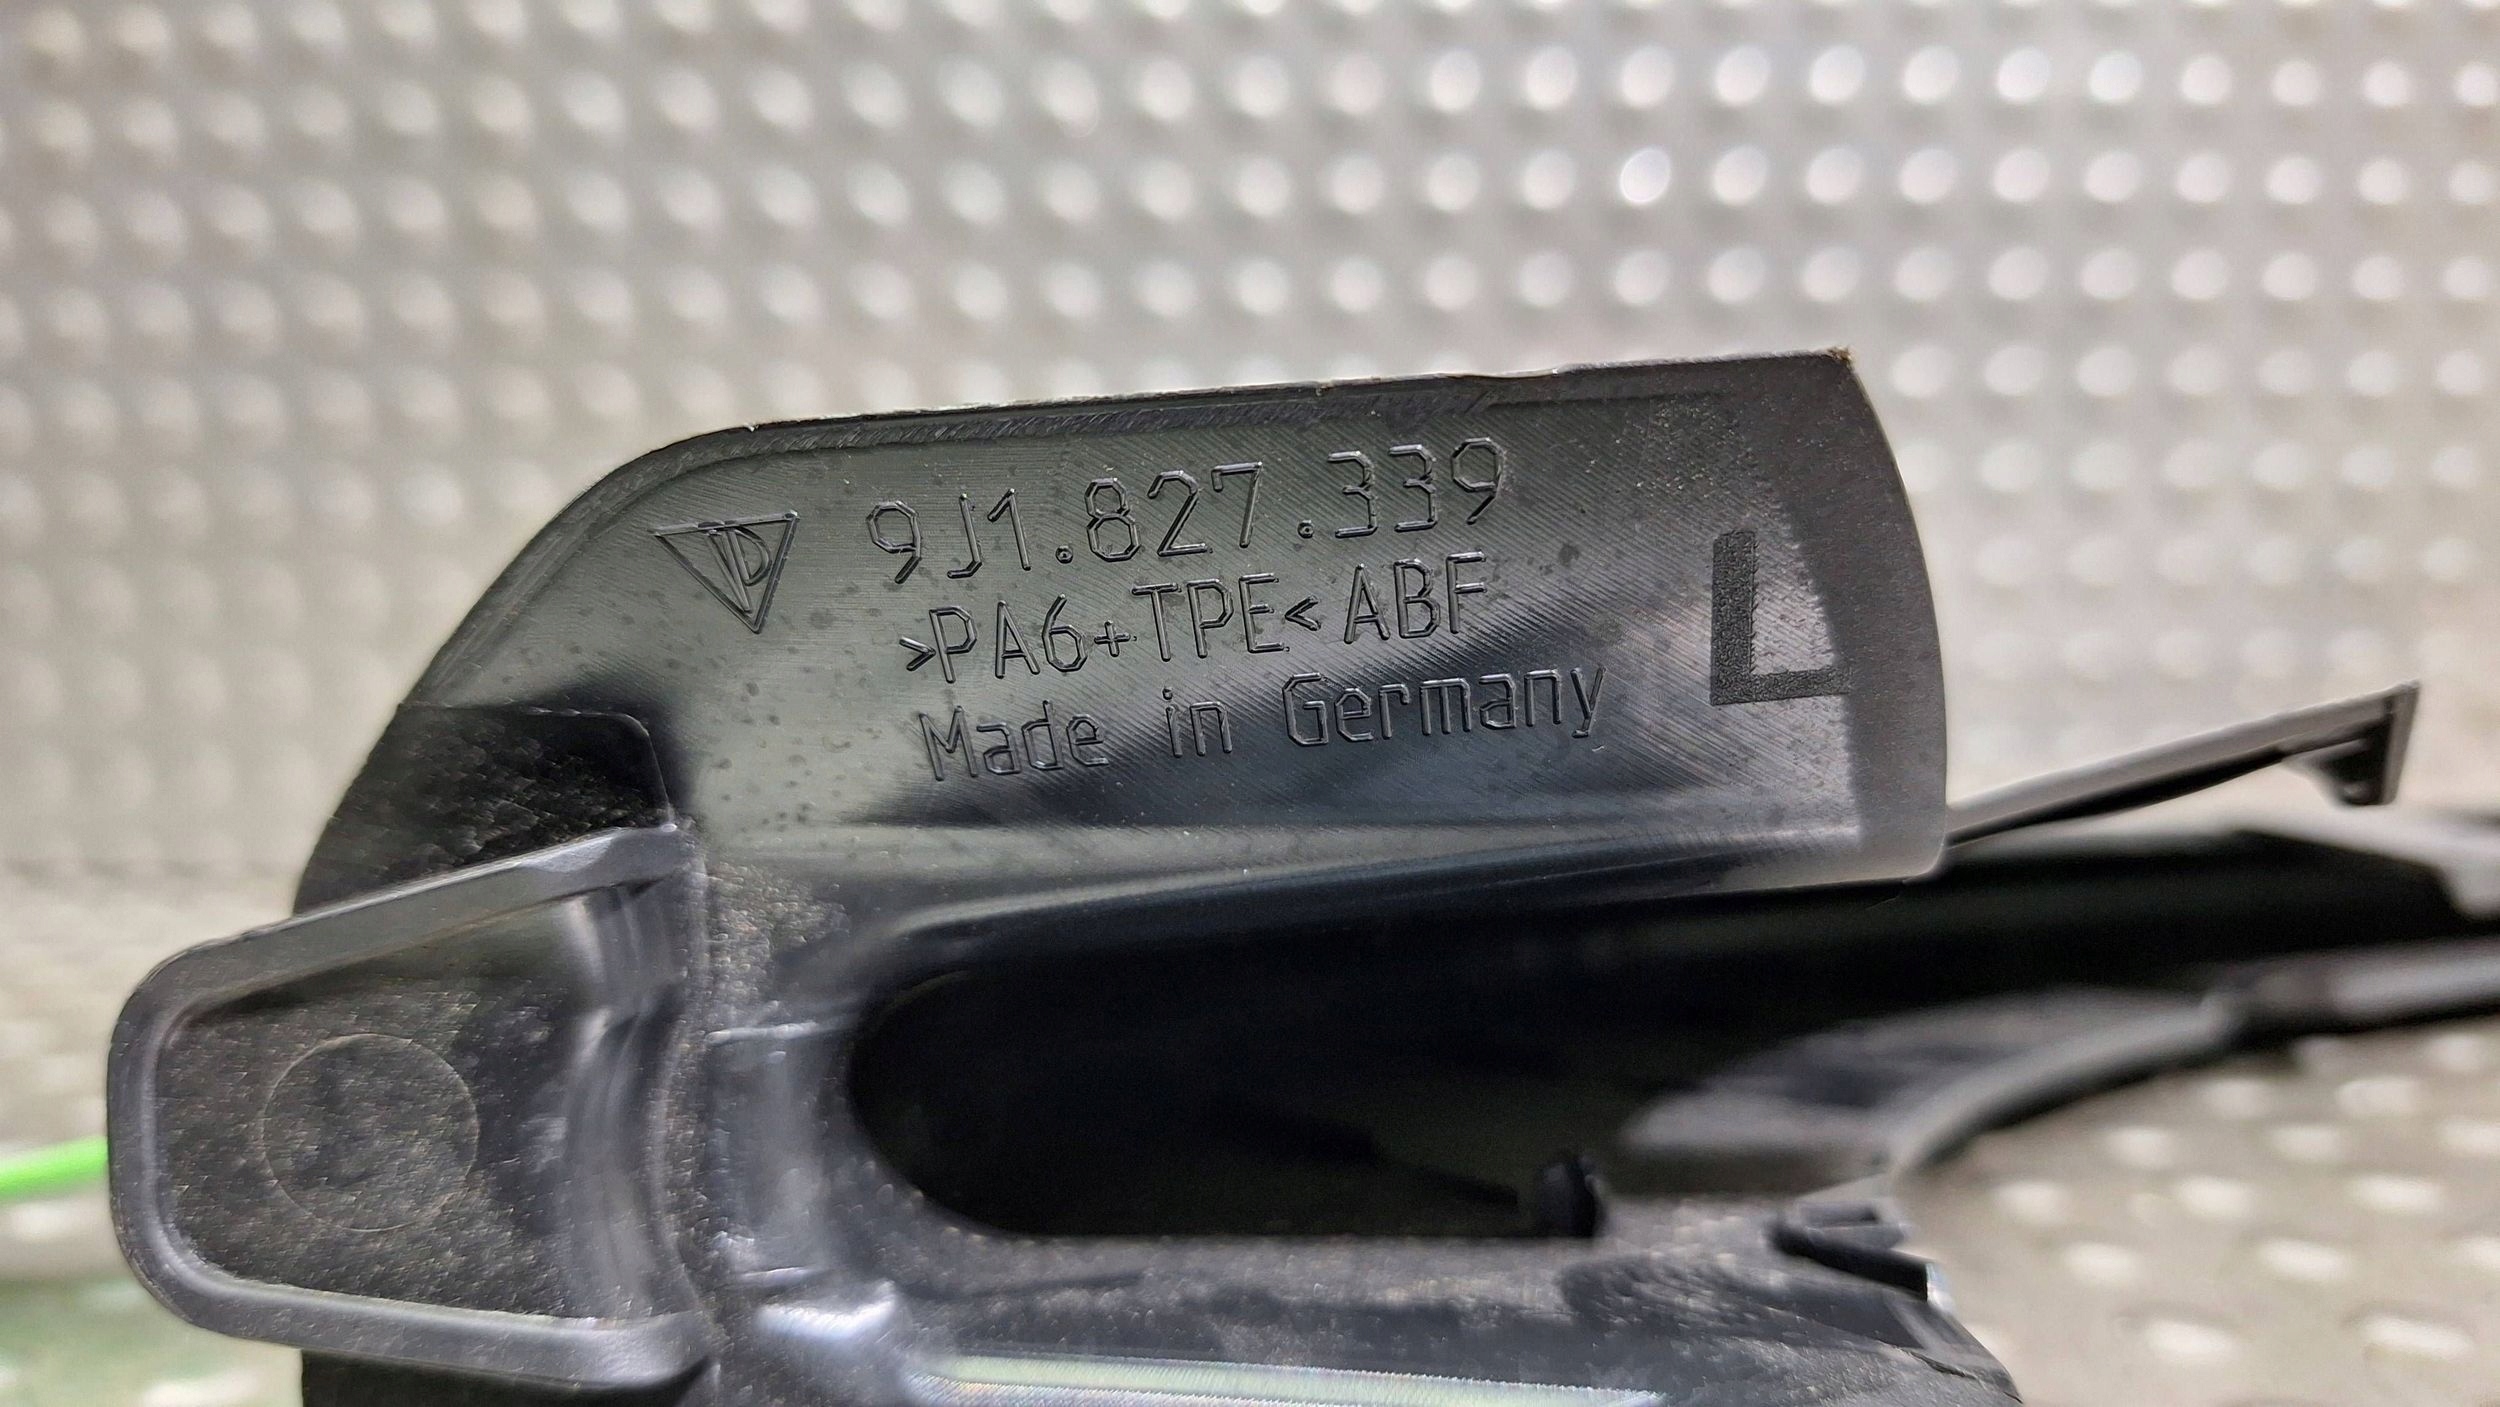 9J1.827.339
>PA6+TPE< ABF
Made in Germany
L